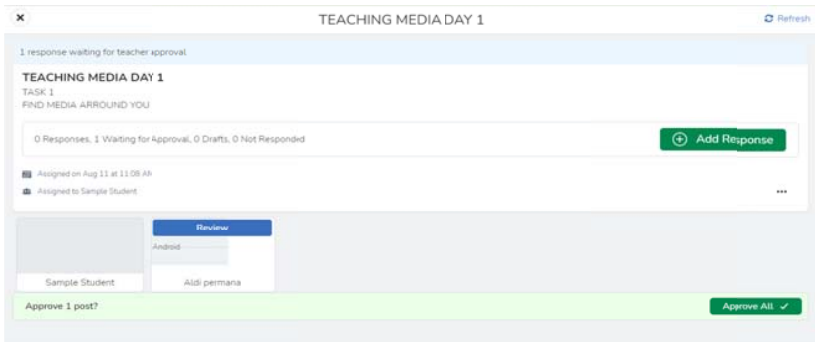 TEACHING MEDIA DAY 1
Refresh
1 response waiting for teacher approval
TEACHING MEDIA DAY 1
TASK 1
FIND MEDIA ARROUND YOU
0 Responses, 1 Waiting for Approval, 0 Drafts, 0 Not Responded
Add Response
Assigned on Aug 11 at 11:08 AM
Assigned to Sample Student
Review
Android
Sample Student
Aldi permana
Approve 1 post?
Approve All